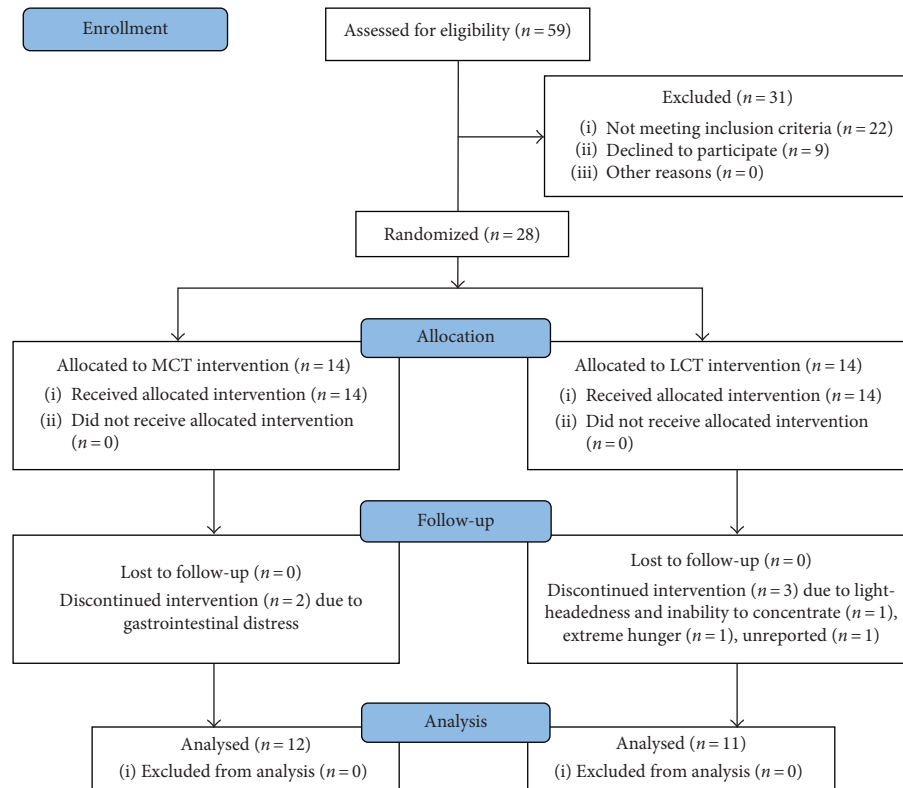 Enrollment
Assessed for eligibility (n = 59)
Excluded (n = 31)
(i) Not meeting inclusion criteria (n = 22)
(ii) Declined to participate (n = 9)
(iii) Other reasons (n = 0)
Randomized (n = 28)
Allocation
Allocated to MCT intervention (n = 14)
(i) Received allocated intervention (n = 14)
(ii) Did not receive allocated intervention
(n = 0)
Allocated to LCT intervention (n = 14)
(i) Received allocated intervention (n = 14)
(ii) Did not receive allocated intervention
(n = 0)
Follow-up
Lost to follow-up (n = 0)
Discontinued intervention (n = 2) due to
gastrointestinal distress
Lost to follow-up (n = 0)
Discontinued intervention (n = 3) due to light-
headedness and inability to concentrate (n = 1),
extreme hunger (n = 1), unreported (n = 1)
Analysis
Analysed (n = 12)
(i) Excluded from analysis (n = 0)
Analysed (n = 11)
(i) Excluded from analysis (n = 0)